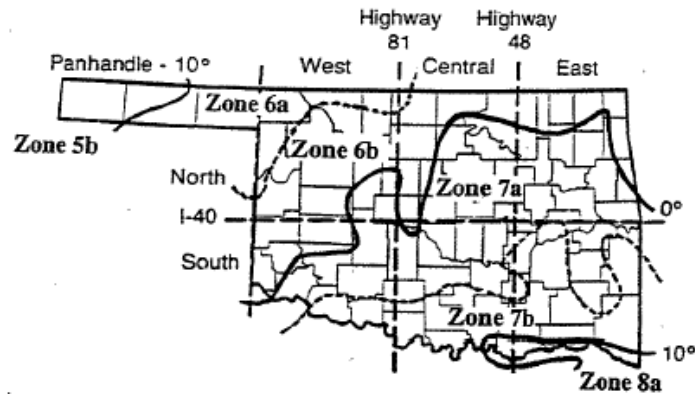 Highway Highway
81 48
Panhandle - 10° West Central East
Zone 6a
Zone 5b
Zone 6b
North
Zone 7a
0°
I-40
South
Zone 7b
10°
Zone 8a